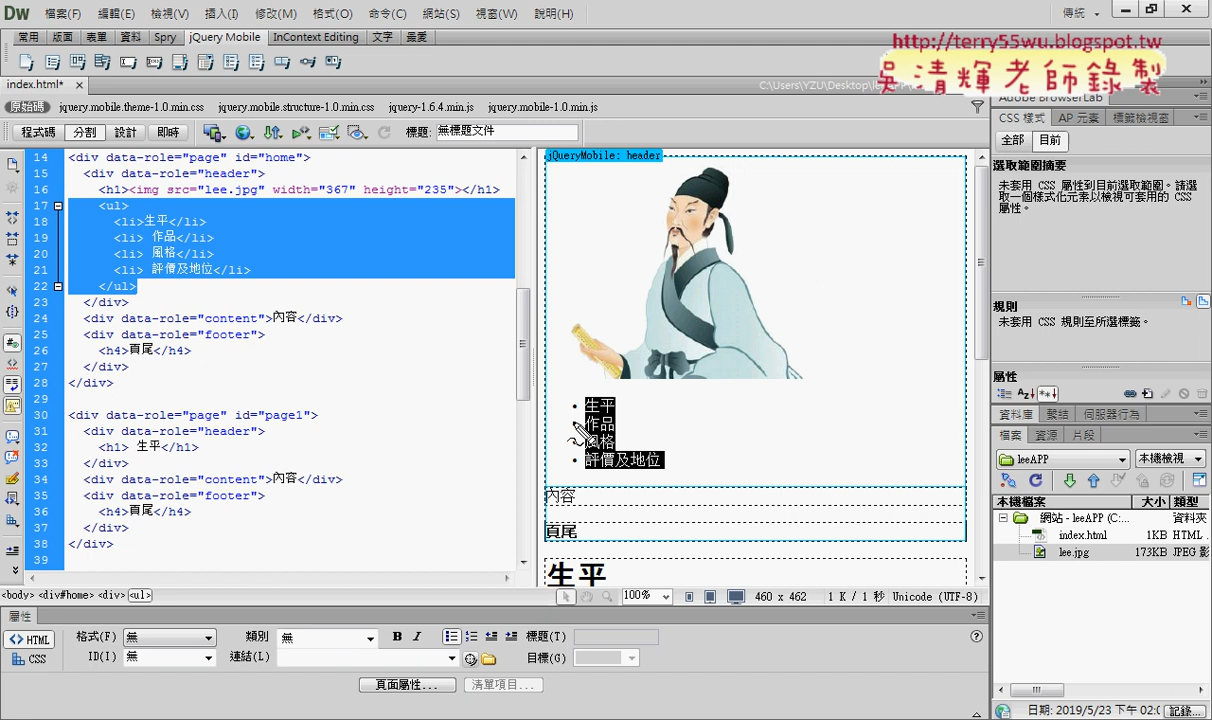 Dw 檔案(F) 編輯(E) 檢視(V) 插入(I) 修改(M) 格式(O) 命令(C) 網站(S) 視窗(W) 說明(H) 傳統
常用 版面 表單 資料 Spry jQuery Mobile InContext Editing 文字 最愛
http://terry55wu.blogspot.tw
吳清輝老師錄製
index.html*
C:\Users\YZU\Desktop\
原始碼 jquery.mobile.theme-1.0.min.css jquery.mobile.structure-1.0.min.css jquery-1.6.4.min.js jquery.mobile-1.0.min.js
程式碼 分割 設計 即時 標題: 無標題文件
14 <div data-role="page" id="home">
15 <div data-role="header">
16 <h1><img src="lee.jpg" width="367" height="235"></h1>
17 <ul>
18 <li>生平</li>
19 <li> 作品</li>
20 <li> 風格</li>
21 <li> 評價及地位</li>
22 </ul>
23 </div>
24 <div data-role="content">內容</div>
25 <div data-role="footer">
26 <h4>頁尾</h4>
27 </div>
28 </div>
29
30 <div data-role="page" id="page1">
31 <div data-role="header">
32 <h1> 生平</h1>
33 </div>
34 <div data-role="content">內容</div>
35 <div data-role="footer">
36 <h4>頁尾</h4>
37 </div>
38 </div>
39
jQueryMobile: header
生平
作品
風格
評價及地位
內容
頁尾
生平
<body> <div#home> <div> <ul>
100% 460 x 462 1 K / 1 秒 Unicode (UTF-8)
屬性
<> HTML 格式(F) 無 類別 無 B I 標題(T)
CSS ID(I) 無 連結(L) 目標(G)
頁面屬性... 清單項目...
Adobe BrowserLab
CSS 樣式 AP 元素 標籤檢視窗
全部 目前
選取範圍摘要
未套用 CSS 屬性到目前選取範圍。請選
取一個樣式化元素以檢視可套用的 CSS
屬性。
規則
未套用 CSS 規則至所選標籤。
屬性
資料庫 繫結 伺服器行為
檔案 資源 片段
leeAPP 本機檢視
本機檔案 大小 類型
網站 - leeAPP (C:... 資料夾
index.html 1KB HTML
lee.jpg 173KB JPEG 影
日期: 2019/5/23 下午 02:0 記錄...